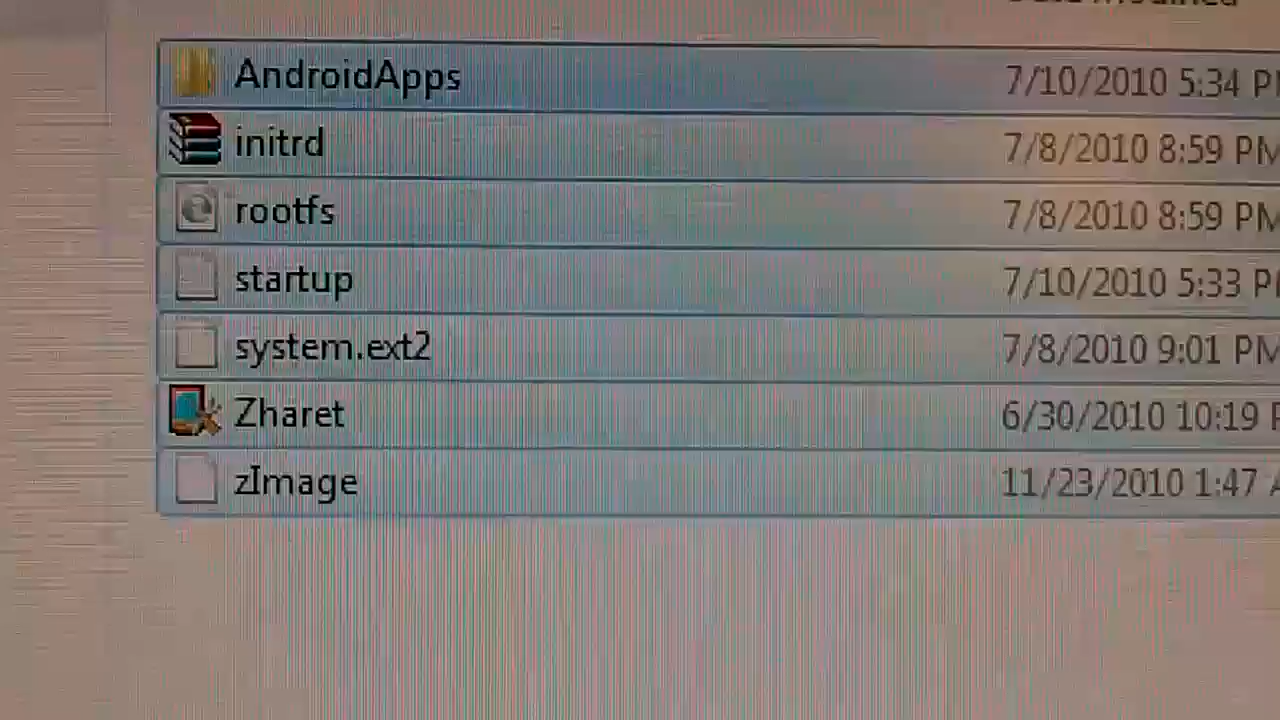 Date modified
AndroidApps 7/10/2010 5:34
initrd 7/8/2010 8:59 PM
rootfs 7/8/2010 8:59 PM
startup 7/10/2010 5:33
system.ext2 7/8/2010 9:01 PM
Zharet 6/30/2010 10:19
zImage 11/23/2010 1:47